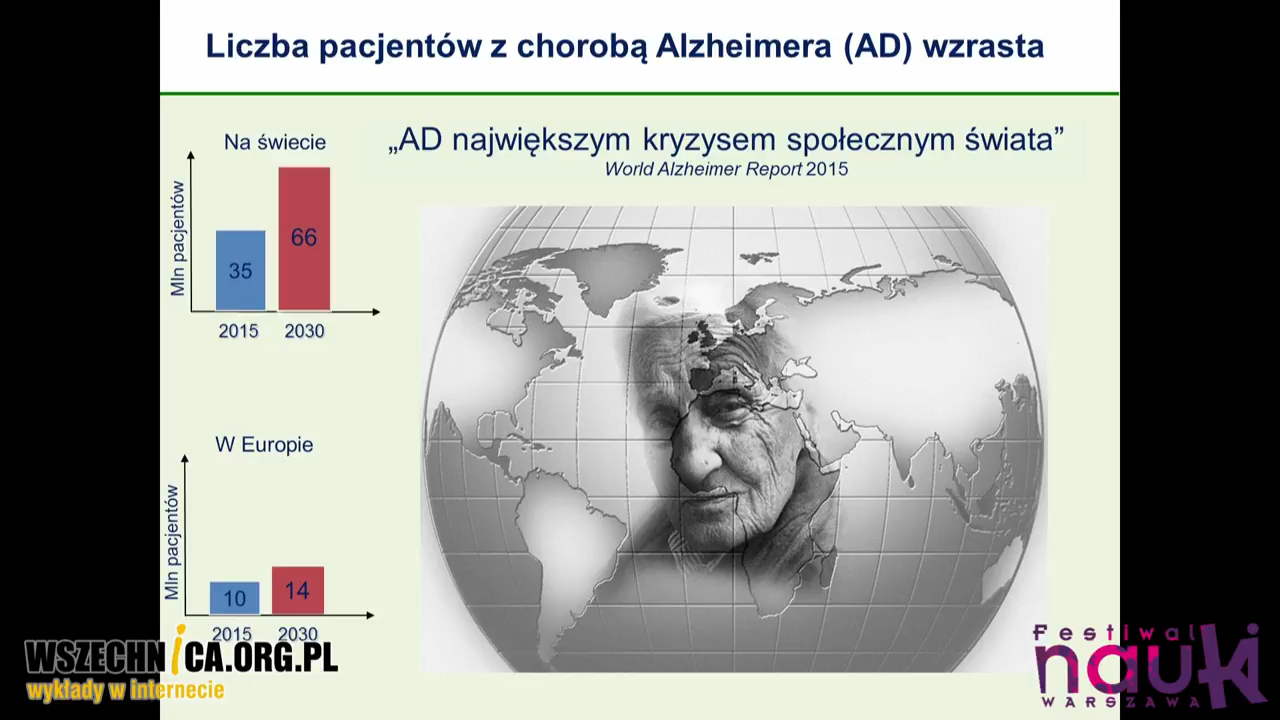 Liczba pacjentów z chorobą Alzheimera (AD) wzrasta
Na świecie
Mln pacjentów
35
66
2015 2030
„AD największym kryzysem społecznym świata”
World Alzheimer Report 2015
W Europie
Mln pacjentów
10
14
2015 2030
WSZECHNiCA.ORG.PL
wykłady w internecie
Festiwal
nauki
WARSZAWA